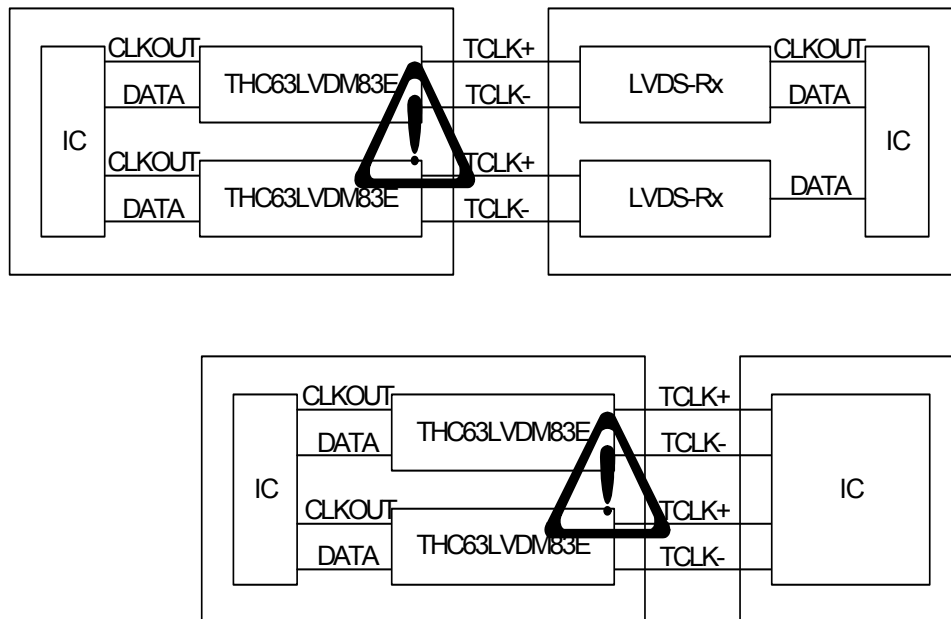 CLKOUT TCLK+ CLKOUT
THC63LVDM83E LVDS-Rx
DATA TCLK- DATA
IC IC
CLKOUT TCLK+
THC63LVDM83E LVDS-Rx DATA
DATA TCLK-
CLKOUT TCLK+
THC63LVDM83E
DATA TCLK-
IC IC
CLKOUT TCLK+
THC63LVDM83E
DATA TCLK-